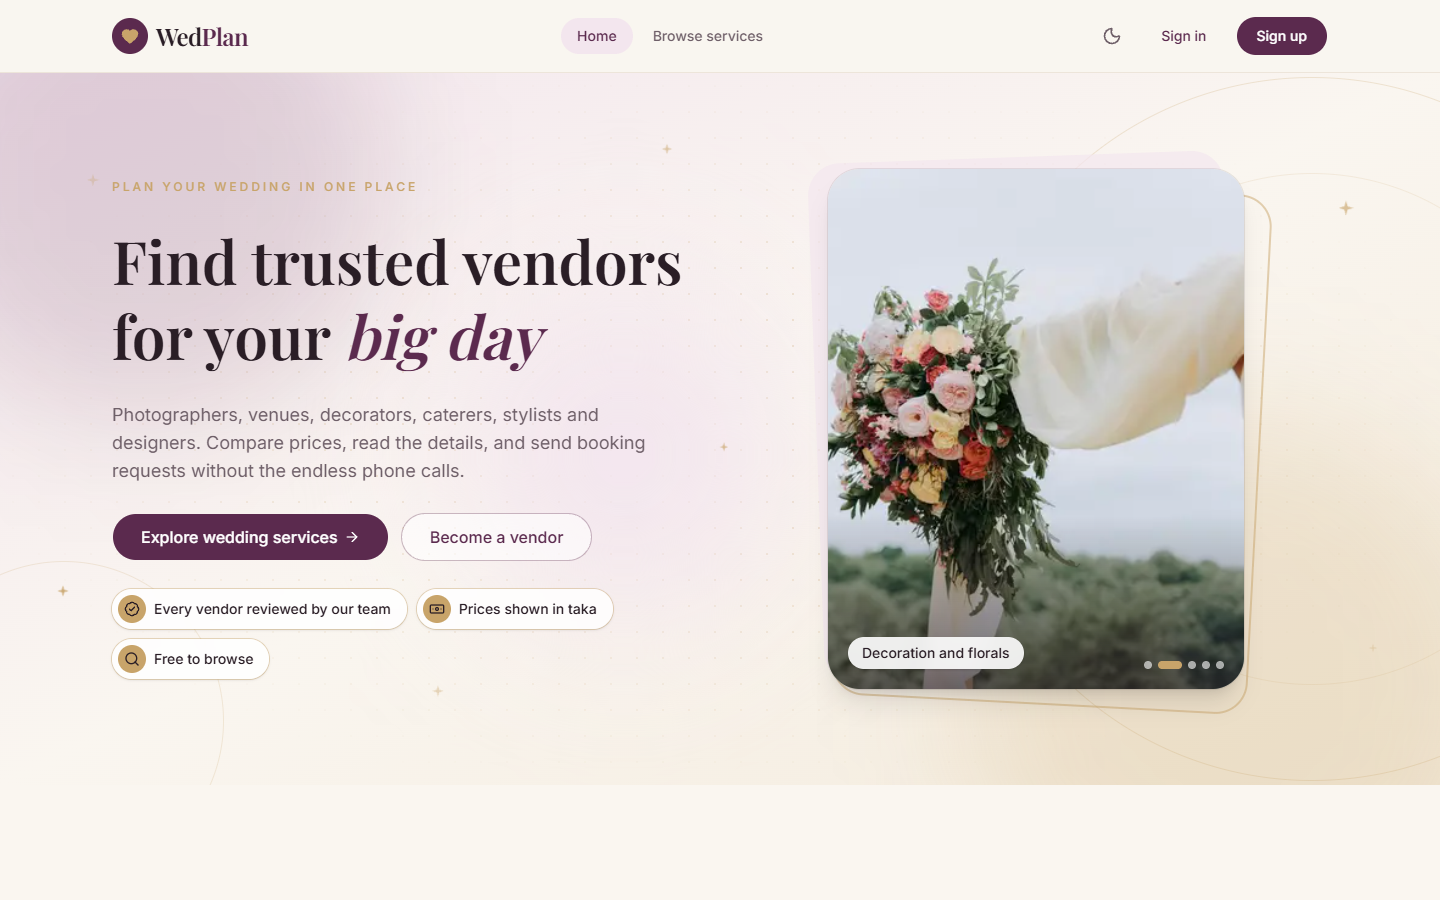 WedPlan
Home
Browse services
Sign in
Sign up
PLAN YOUR WEDDING IN ONE PLACE
Find trusted vendors
for your big day
Photographers, venues, decorators, caterers, stylists and
designers. Compare prices, read the details, and send booking
requests without the endless phone calls.
Explore wedding services →
Become a vendor
Every vendor reviewed by our team
Prices shown in taka
Free to browse
Decoration and florals